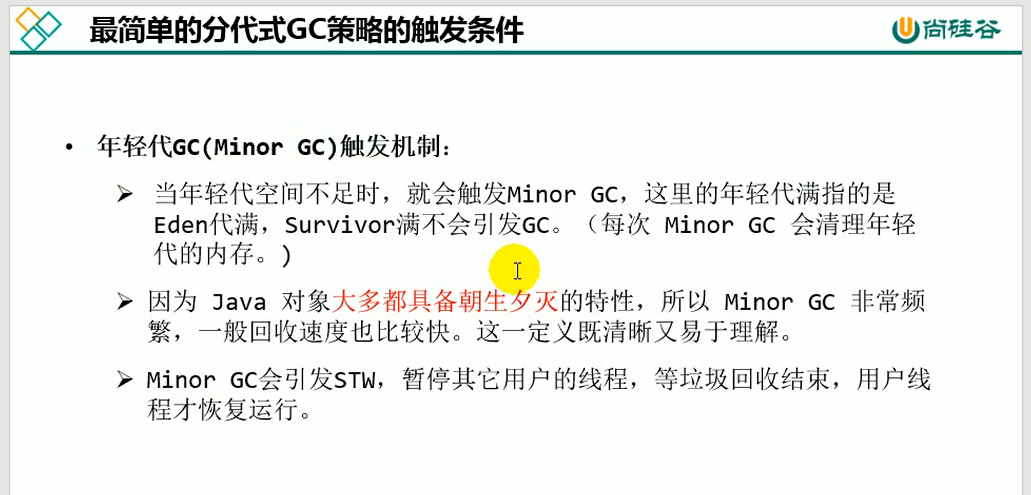 最简单的分代式GC策略的触发条件
尚硅谷
• 年轻代GC(Minor GC)触发机制：
➢ 当年轻代空间不足时，就会触发Minor GC，这里的年轻代满指的是
Eden代满，Survivor满不会引发GC。（每次 Minor GC 会清理年轻
代的内存。)
➢ 因为 Java 对象大多都具备朝生夕灭的特性，所以 Minor GC 非常频
繁，一般回收速度也比较快。这一定义既清晰又易于理解。
➢ Minor GC会引发STW，暂停其它用户的线程，等垃圾回收结束，用户线
程才恢复运行。